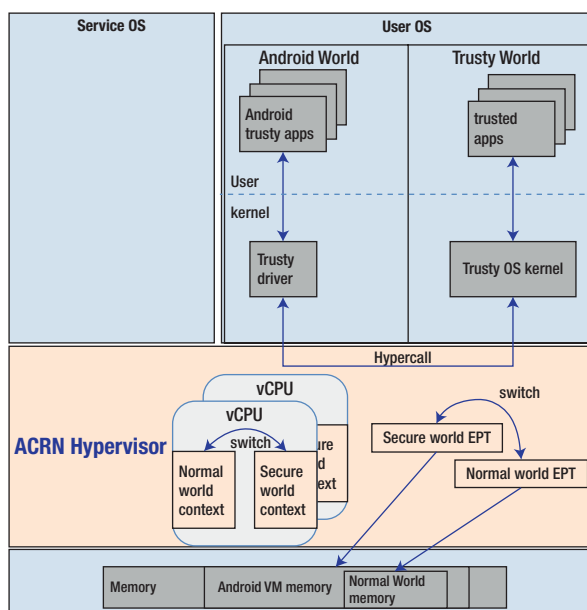 Service OS
User OS
Android World
Trusty World
Android
trusty apps
trusted
apps
User
kernel
Trusty
driver
Trusty OS kernel
Hypercall
ACRN Hypervisor
vCPU
vCPU
switch
Normal
world
context
Secure
world
context
switch
Secure world EPT
Normal world EPT
Memory
Android VM memory
Normal World
memory